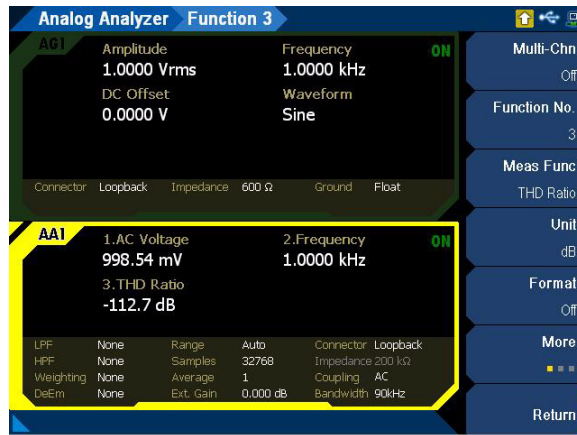 Analog Analyzer Function 3
AG1
ON
Amplitude Frequency
1.0000 Vrms 1.0000 kHz
DC Offset Waveform
0.0000 V Sine
Connector Loopback Impedance 600 Ω Ground Float
AA1
ON
1.AC Voltage 2.Frequency
998.54 mV 1.0000 kHz
3.THD Ratio
-112.7 dB
LPF None Range Auto Connector Loopback
HPF None Samples 32768 Impedance 200 kΩ
Weighting None Average 1 Coupling AC
DeEm None Ext. Gain 0.000 dB Bandwidth 90kHz
Multi-Chn
Off
Function No.
3
Meas Func
THD Ratio
Unit
dB
Format
Off
More
Return